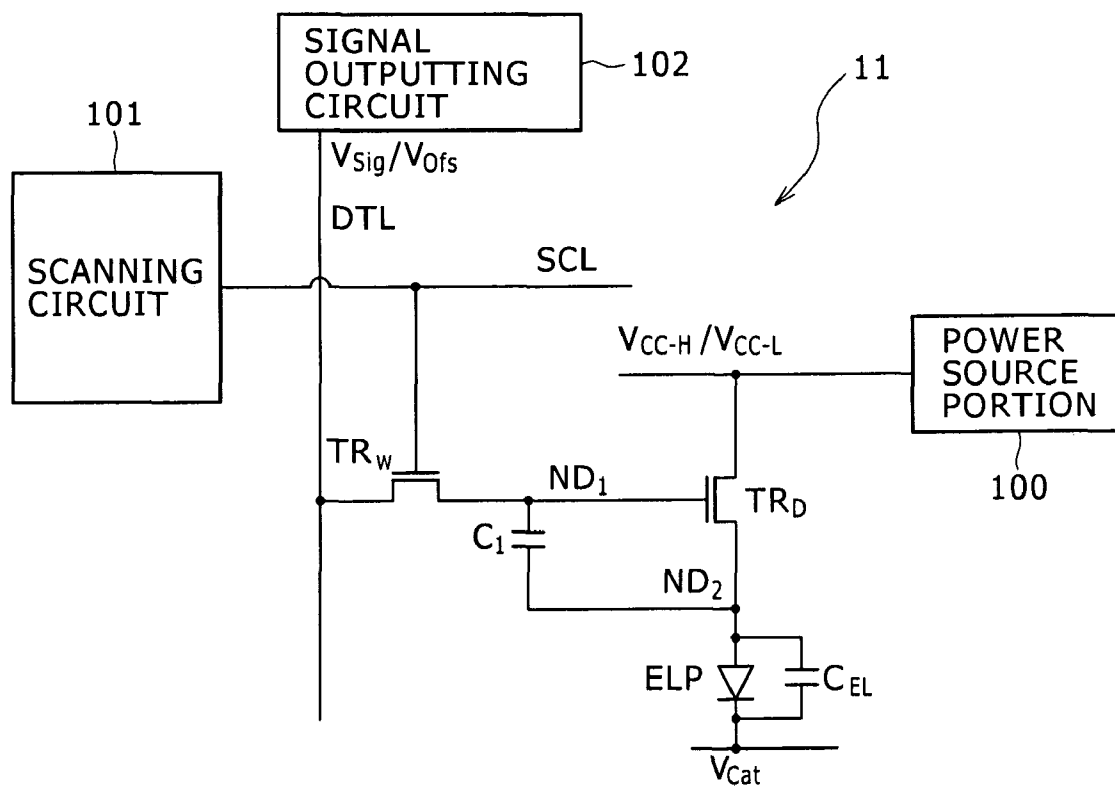 SIGNAL
OUTPUTTING
CIRCUIT
102
11
101
V_Sig/V_Ofs
DTL
SCANNING
CIRCUIT
SCL
V_CC-H/V_CC-L
POWER
SOURCE
PORTION
100
TR_W
ND_1
TR_D
C_1
ND_2
ELP
C_EL
V_Cat